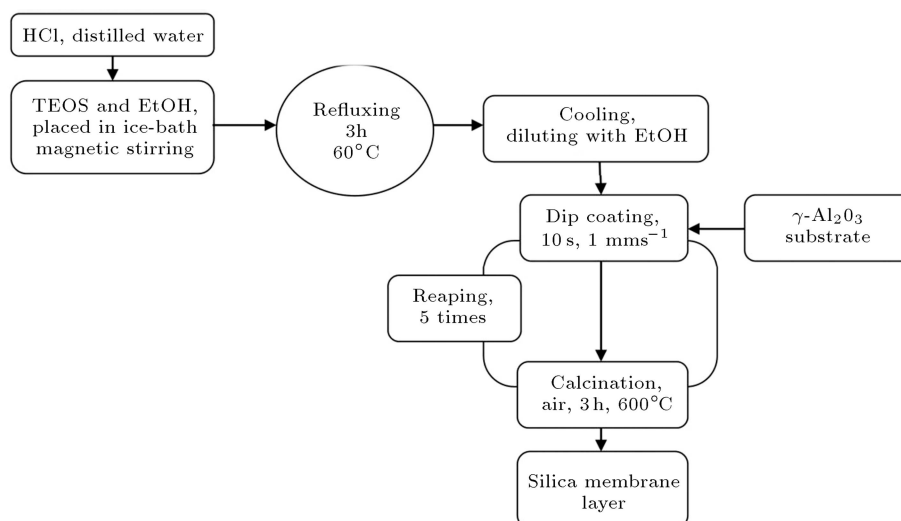 HCl, distilled water
TEOS and EtOH,
placed in ice-bath
magnetic stirring
Refluxing
3h
60°C
Cooling,
diluting with EtOH
Dip coating,
10 s, 1 mms⁻¹
γ-Al₂0₃
substrate
Reaping,
5 times
Calcination,
air, 3 h, 600°C
Silica membrane
layer